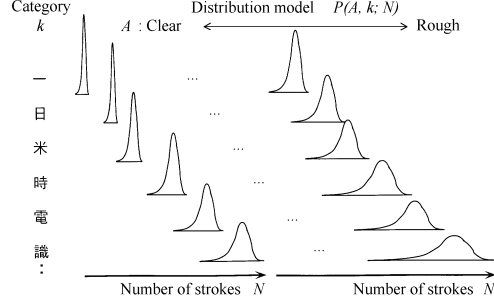 Category Distribution model P(A, k; N)
k A : Clear Rough
一 ...
日 ...
米 ...
時 ...
電 ...
識 ...
:
Number of strokes N Number of strokes N